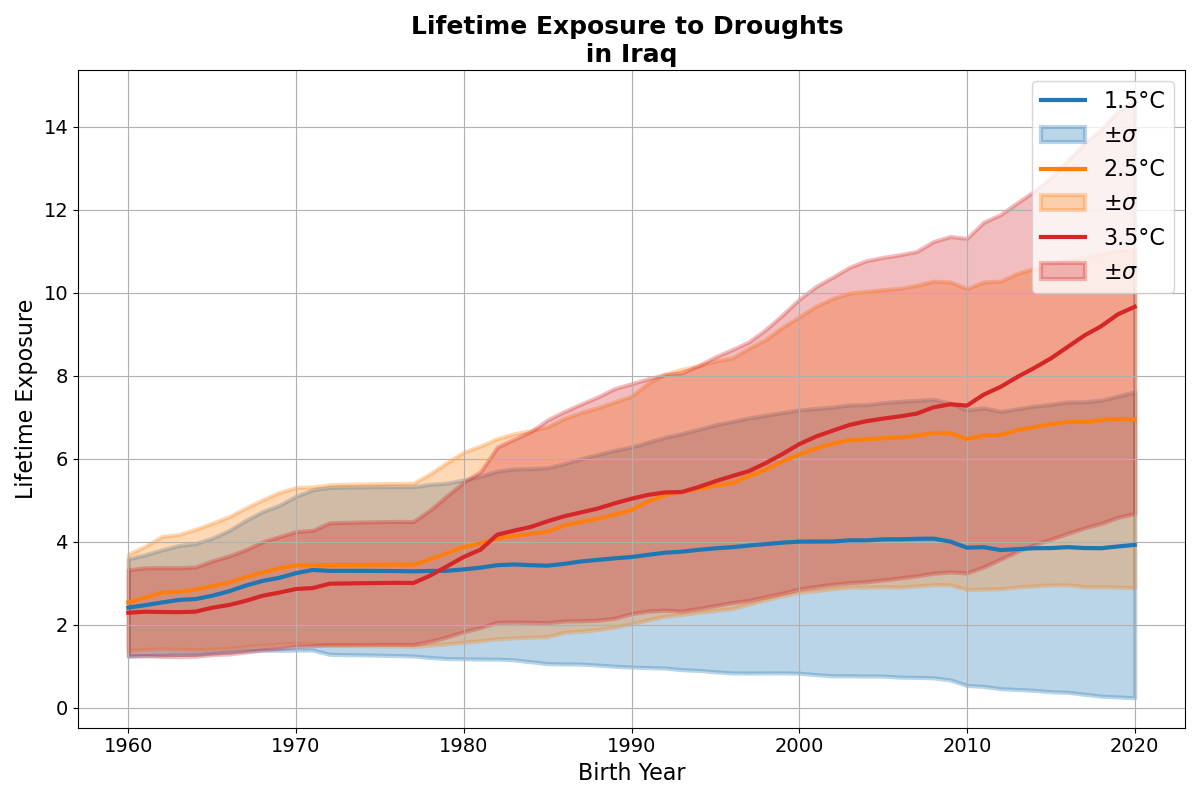 Lifetime Exposure to Droughts
in Iraq
1.5°C
±σ
2.5°C
±σ
3.5°C
±σ
Lifetime Exposure
14
12
10
8
6
4
2
0
1960 1970 1980 1990 2000 2010 2020
Birth Year